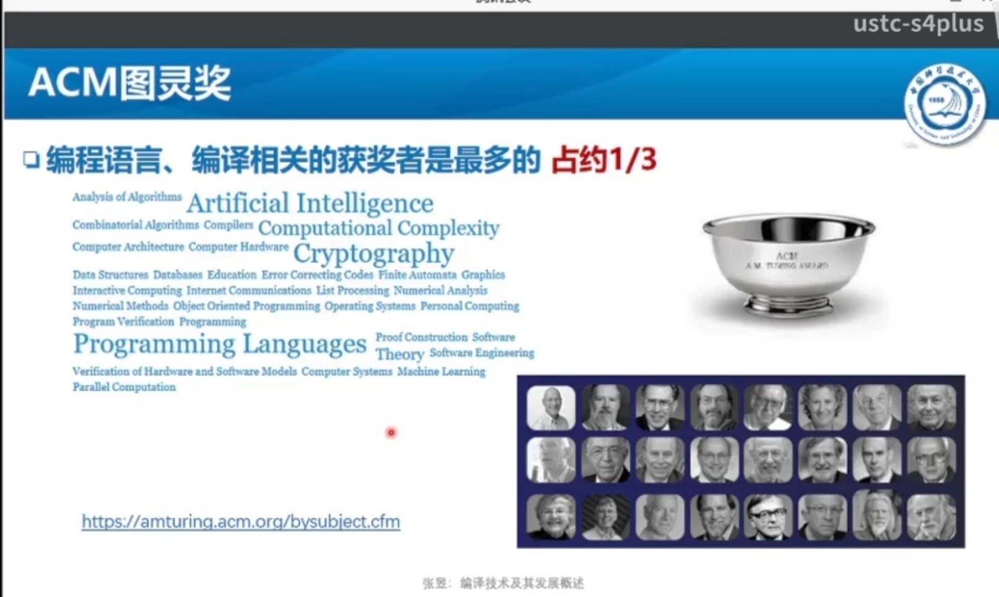 ustc-s4plus
ACM图灵奖
1958
编程语言、编译相关的获奖者是最多的 占约1/3
Analysis of Algorithms Artificial Intelligence
Combinatorial Algorithms Compilers Computational Complexity
Computer Architecture Computer Hardware Cryptography
Data Structures Databases Education Error Correcting Codes Finite Automata Graphics
Interactive Computing Internet Communications List Processing Numerical Analysis
Numerical Methods Object Oriented Programming Operating Systems Personal Computing
Program Verification Programming
Programming Languages Proof Construction Software
Theory Software Engineering
Verification of Hardware and Software Models Computer Systems Machine Learning
Parallel Computation
ACM
A.M. TURING AWARD
https://amturing.acm.org/bysubject.cfm
张昱：编译技术及其发展概述